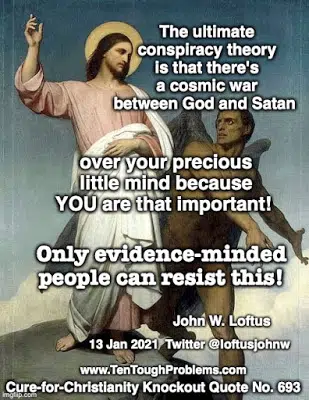 The ultimate
conspiracy theory
is that there's
a cosmic war
between God and Satan
over your precious
little mind because
YOU are that important!
Only evidence-minded
people can resist this!
John W. Loftus
13 Jan 2021 Twitter @loftusjohnw
www.TenToughProblems.com
Cure-for-Christianity Knockout Quote No. 693
imgflip.com